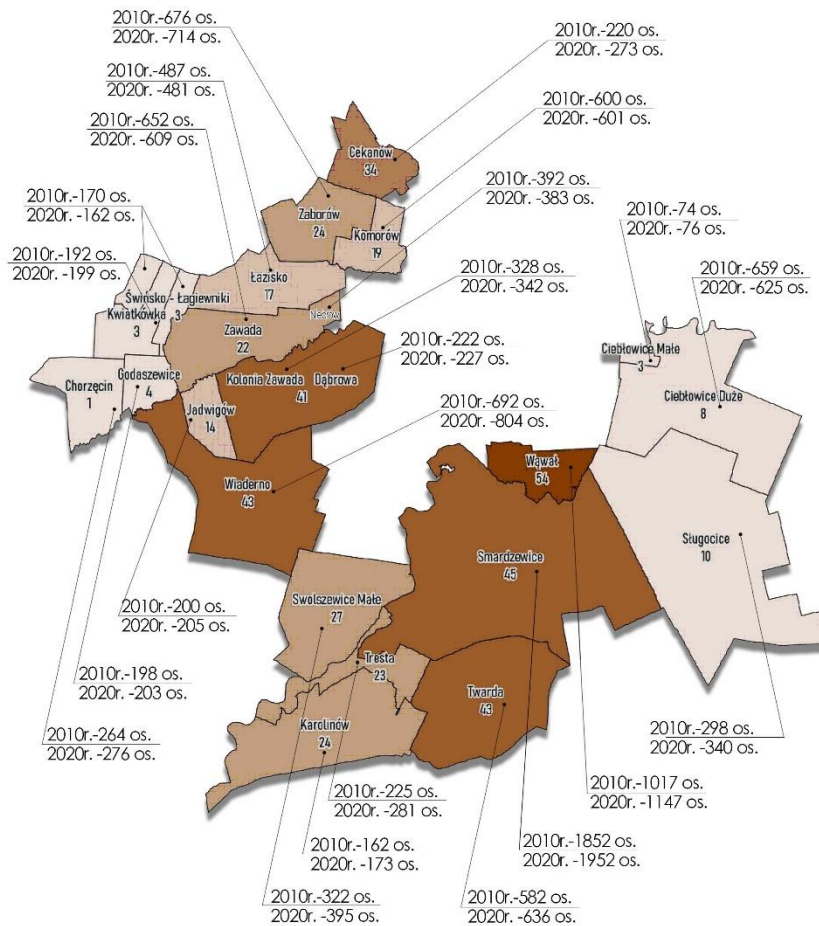 2010r.-676 os.
2020r. -714 os.
2010r.-220 os.
2020r. -273 os.
2010r.-487 os.
2020r. -481 os.
2010r.-600 os.
2020r. -601 os.
2010r.-652 os.
2020r. -609 os.
2010r.-392 os.
2020r. -383 os.
2010r.-170 os.
2020r. -162 os.
2010r.-74 os.
2020r. -76 os.
2010r.-192 os.
2020r. -199 os.
2010r.-328 os.
2020r. -342 os.
2010r.-659 os.
2020r. -625 os.
2010r.-222 os.
2020r. -227 os.
2010r.-692 os.
2020r. -804 os.
Cekanów
34
Zaborów
24
Komorów
19
Łazisko
17
Świńsko - Łagiewniki
3
Kwiatkówka
3
Nieorów
Zawada
22
Godaszewice
4
Chorzęcin
1
Kolonia Zawada
41
Dąbrowa
Jadwigów
14
Ciebłowice Małe
3
Ciebłowice Duże
8
Wąwał
54
Wiaderno
43
Sługocice
10
Smardzewice
45
Swolszewice Małe
27
Tresta
23
Twarda
43
Karolinów
24
2010r.-200 os.
2020r. -205 os.
2010r.-198 os.
2020r. -203 os.
2010r.-264 os.
2020r. -276 os.
2010r.-298 os.
2020r. -340 os.
2010r.-1017 os.
2020r. -1147 os.
2010r.-225 os.
2020r. -281 os.
2010r.-162 os.
2020r. -173 os.
2010r.-1852 os.
2020r. -1952 os.
2010r.-322 os.
2020r. -395 os.
2010r.-582 os.
2020r. -636 os.